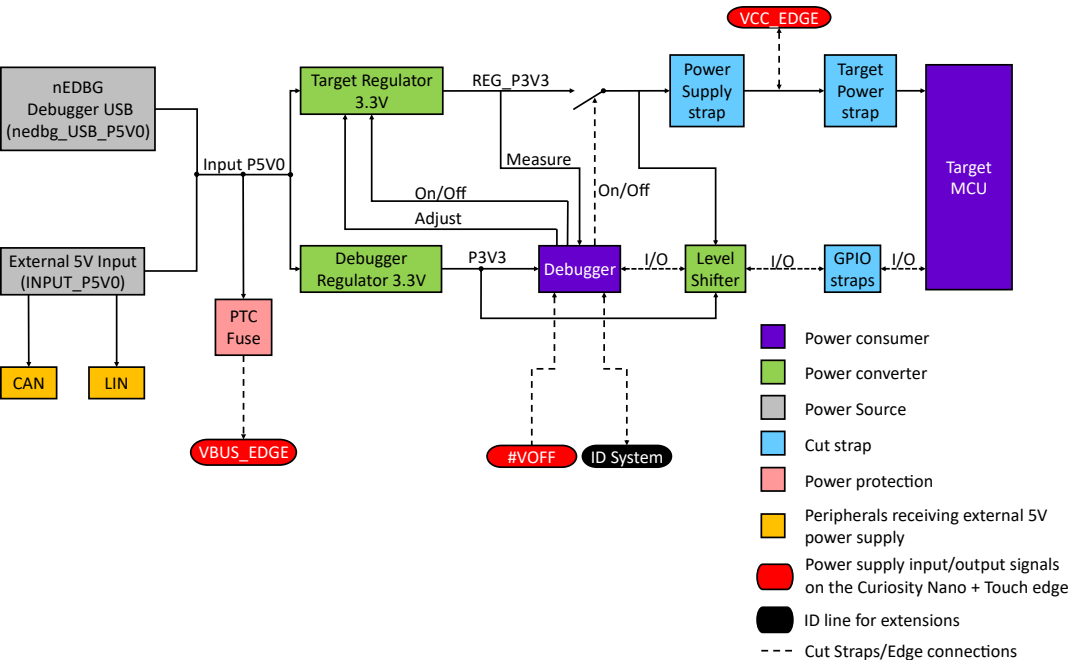 VCC_EDGE
nEDBG
Debugger USB
(nedbg_USB_P5V0)
Target Regulator
3.3V
REG_P3V3
Power
Supply
strap
Target
Power
strap
Target
MCU
Input P5V0
Measure
On/Off
On/Off
Adjust
External 5V Input
(INPUT_P5V0)
Debugger
Regulator 3.3V
P3V3
Debugger
I/O
Level
Shifter
I/O
GPIO
straps
I/O
PTC
Fuse
CAN
LIN
VBUS_EDGE
#VOFF
ID System
Power consumer
Power converter
Power Source
Cut strap
Power protection
Peripherals receiving external 5V
power supply
Power supply input/output signals
on the Curiosity Nano + Touch edge
ID line for extensions
Cut Straps/Edge connections